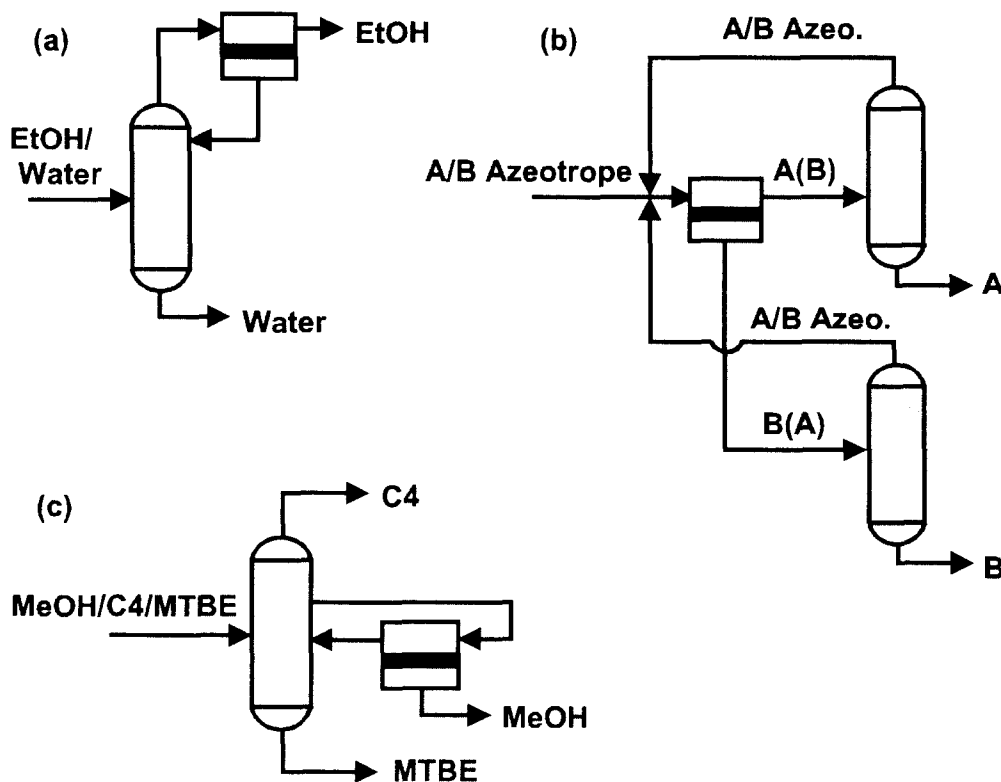 (a)
EtOH
EtOH/
Water
Water
(b)
A/B Azeo.
A/B Azeotrope
A(B)
A
A/B Azeo.
B(A)
B
(c)
C4
MeOH/C4/MTBE
MeOH
MTBE